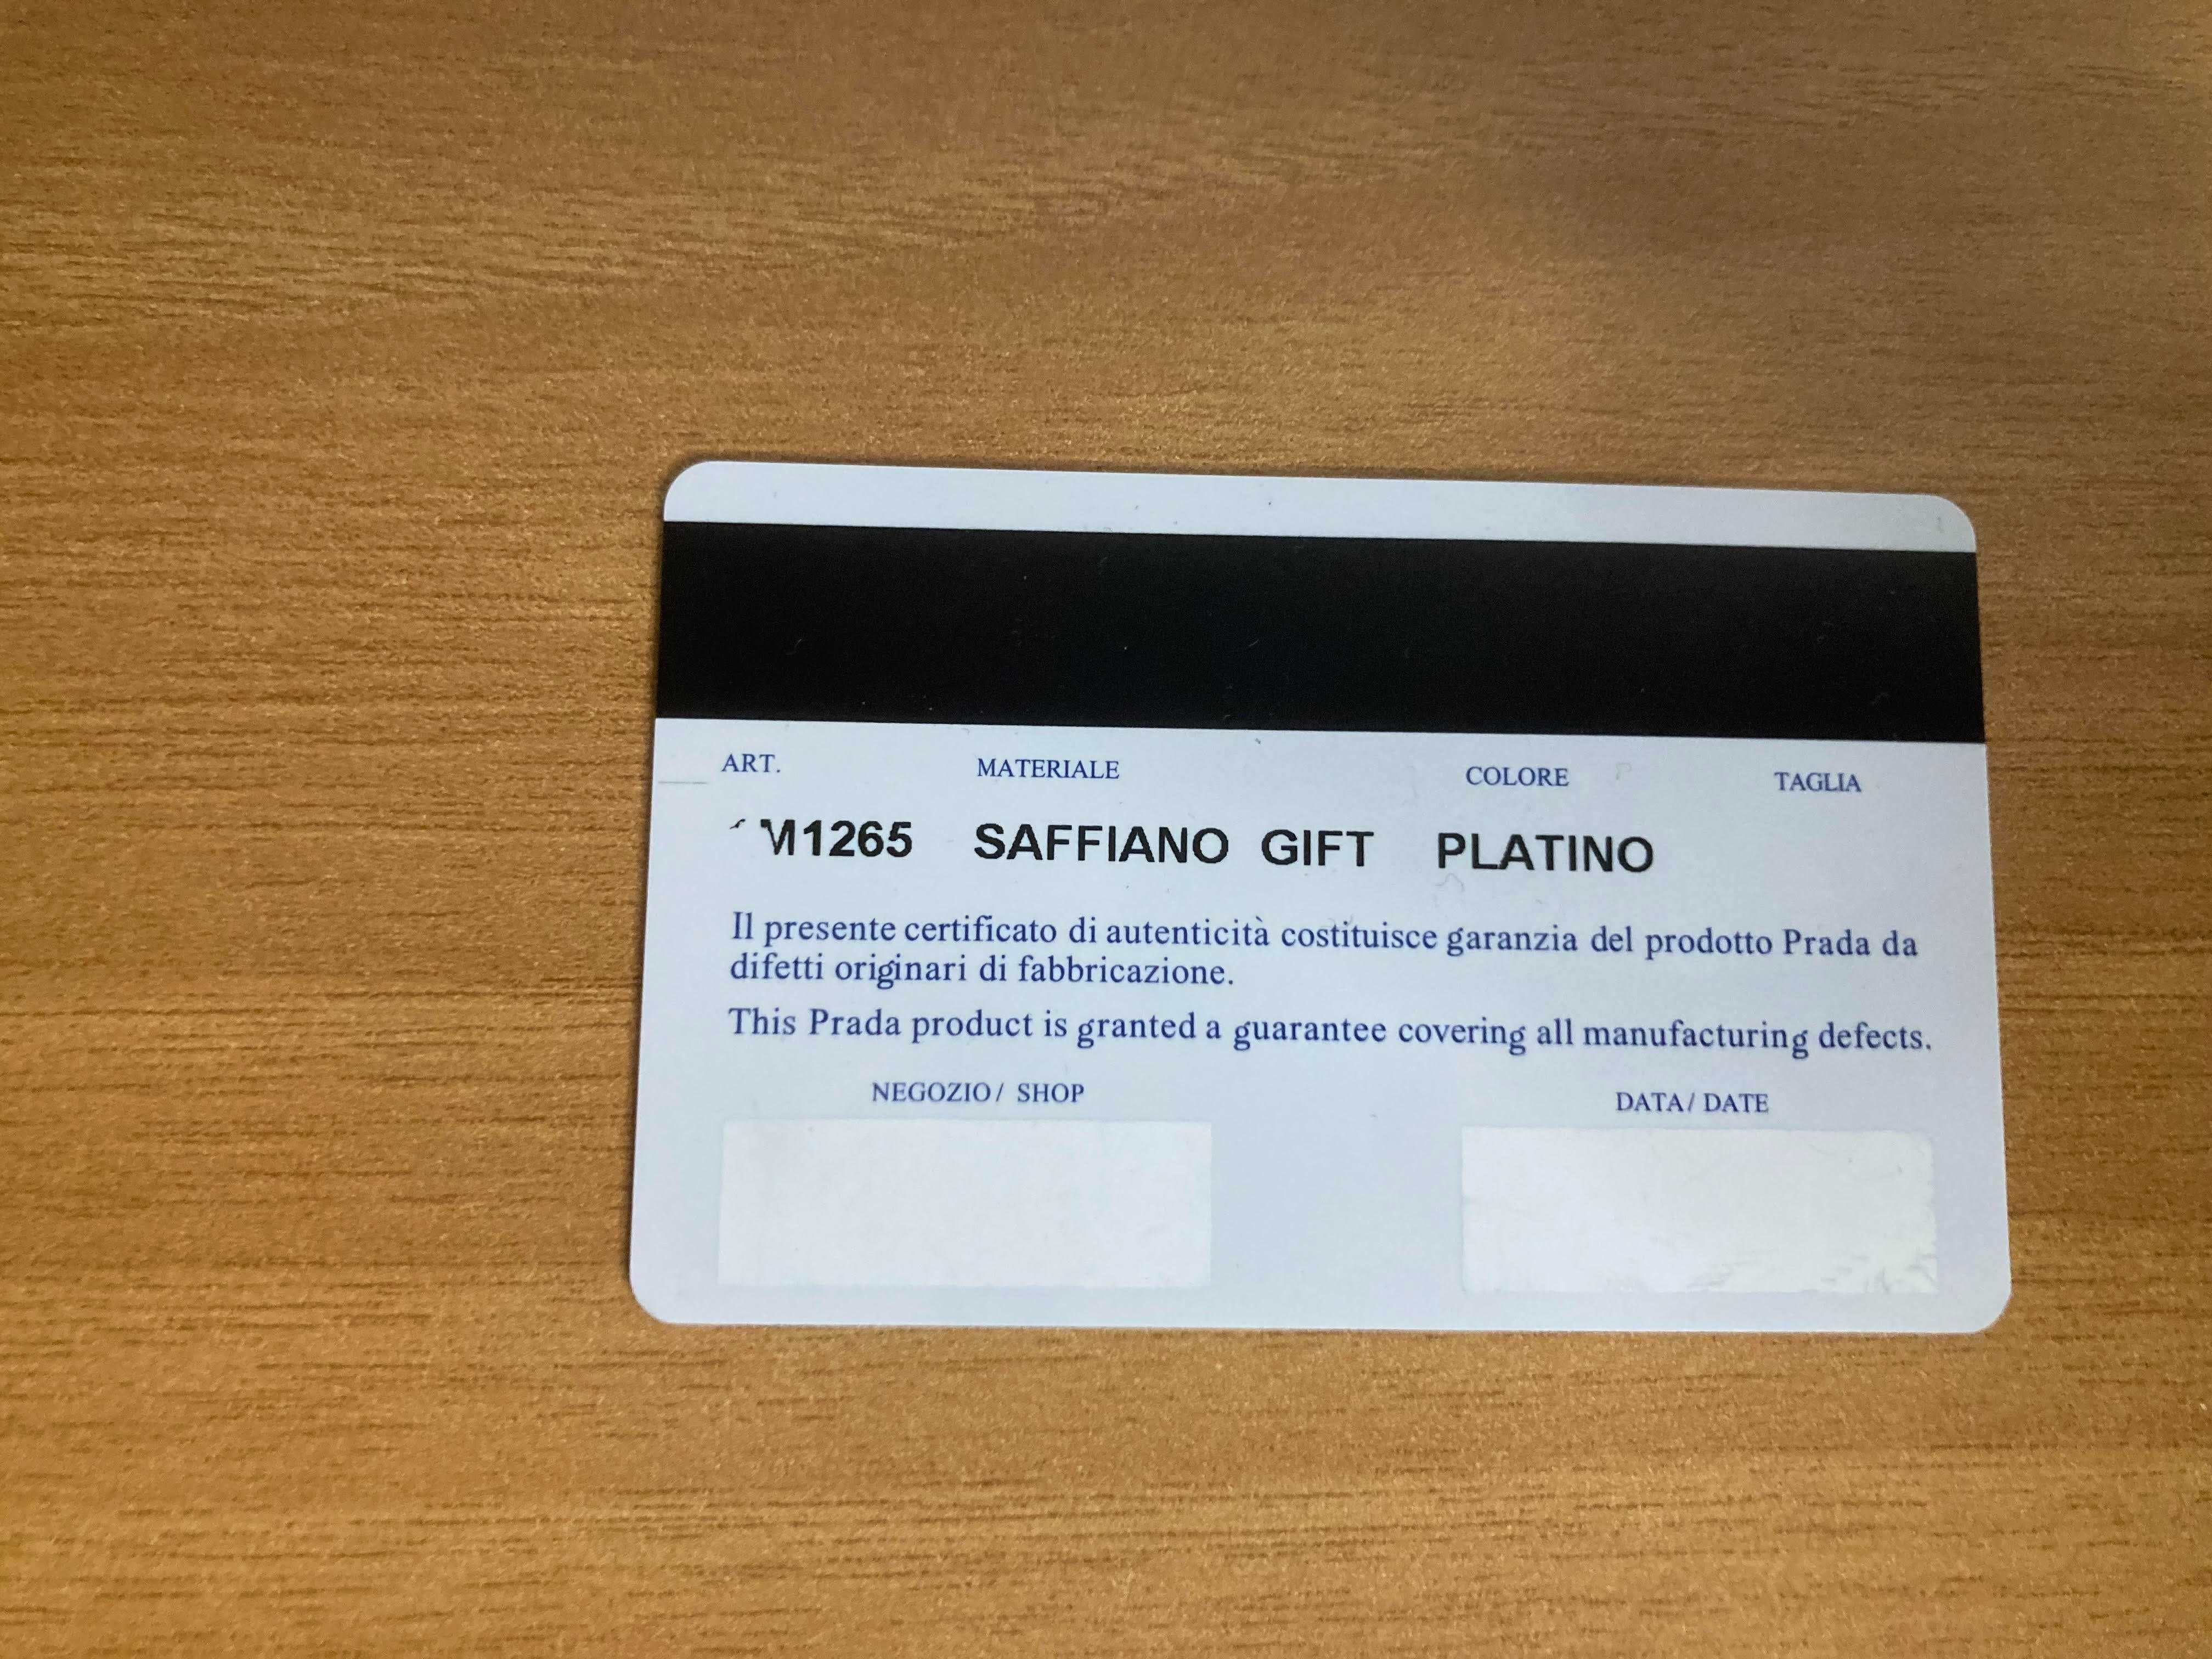 ART. MATERIALE COLORE TAGLIA
SAFFIANO GIFT PLATINO
Il presente certificato di autenticità costituisce garanzia del prodotto Prada da
difetti originari di fabbricazione.
This Prada product is granted a guarantee covering all manufacturing defects.
NEGOZIO/ SHOP DATA/ DATE